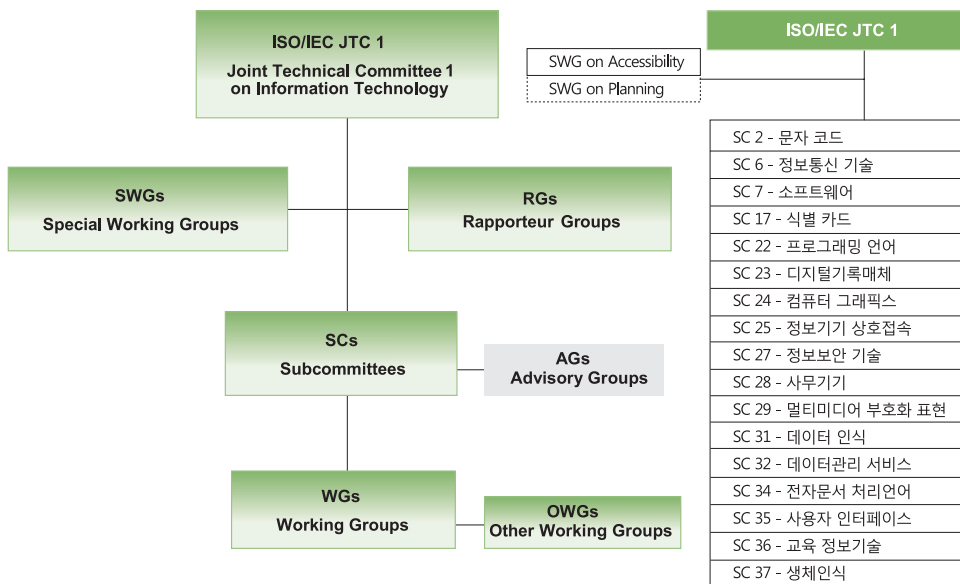 ISO/IEC JTC 1
Joint Technical Committee 1
on Information Technology
SWGs
Special Working Groups
RGs
Rapporteur Groups
SCs
Subcommittees
AGs
Advisory Groups
WGs
Working Groups
OWGs
Other Working Groups
ISO/IEC JTC 1
SWG on Accessibility
SWG on Planning
SC 2 - 문자 코드
SC 6 - 정보통신 기술
SC 7 - 소프트웨어
SC 17 - 식별 카드
SC 22 - 프로그래밍 언어
SC 23 - 디지털기록매체
SC 24 - 컴퓨터 그래픽스
SC 25 - 정보기기 상호접속
SC 27 - 정보보안 기술
SC 28 - 사무기기
SC 29 - 멀티미디어 부호화 표현
SC 31 - 데이터 인식
SC 32 - 데이터관리 서비스
SC 34 - 전자문서 처리언어
SC 35 - 사용자 인터페이스
SC 36 - 교육 정보기술
SC 37 - 생체인식